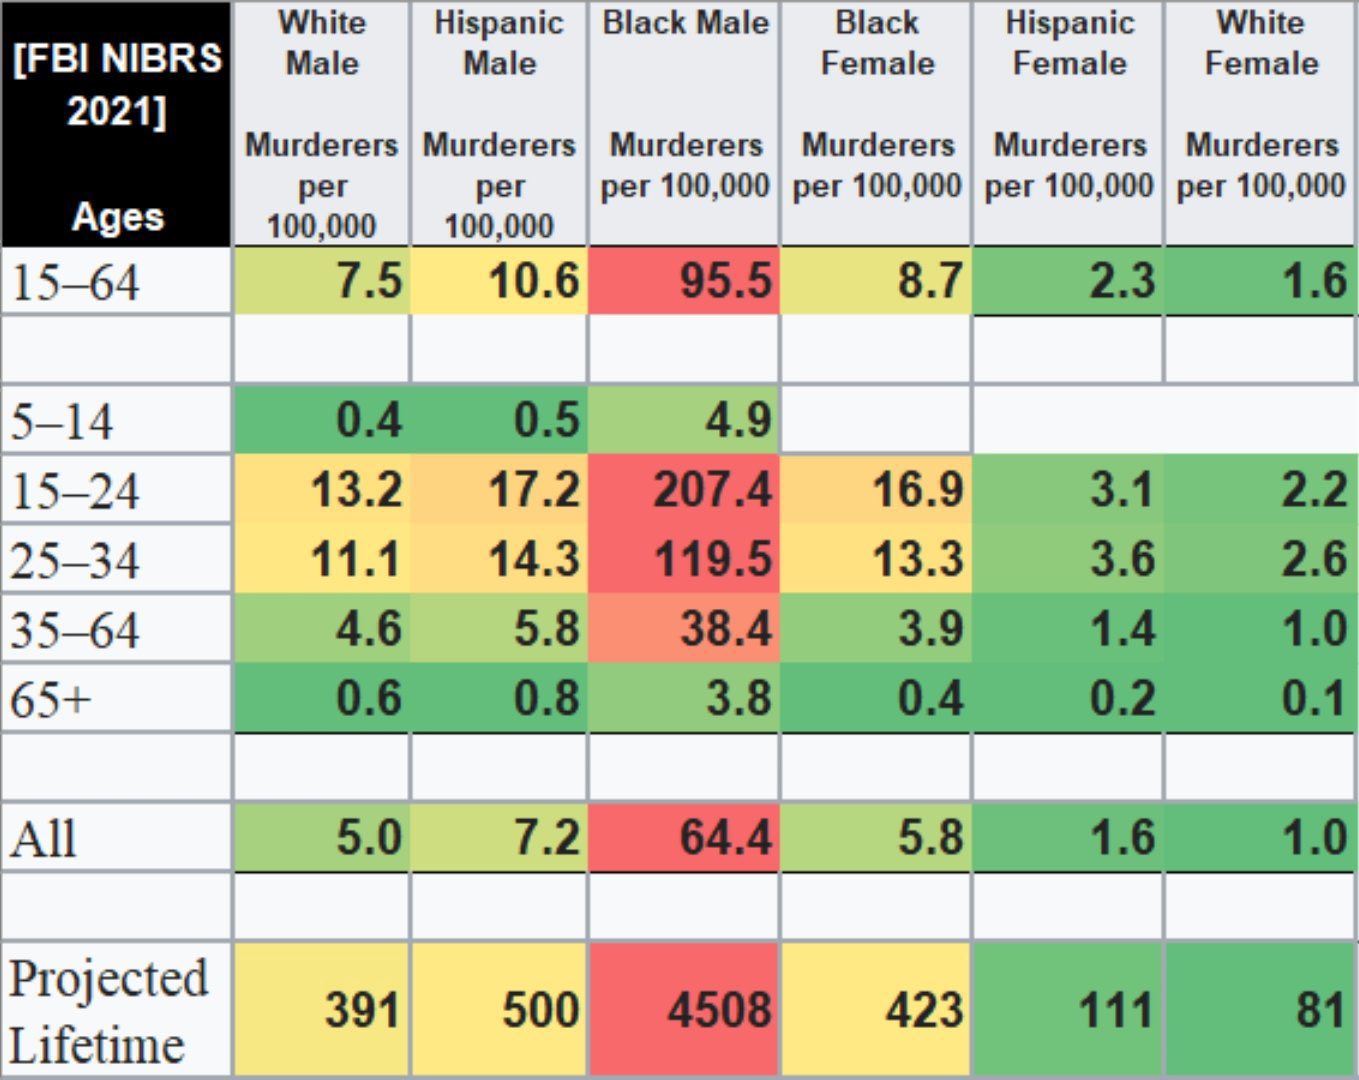 [FBI NIBRS 2021] Ages | White Male Murderers per 100,000 | Hispanic Male Murderers per 100,000 | Black Male Murderers per 100,000 | Black Female Murderers per 100,000 | Hispanic Female Murderers per 100,000 | White Female Murderers per 100,000
15–64 7.5 10.6 95.5 8.7 2.3 1.6
5–14 0.4 0.5 4.9
15–24 13.2 17.2 207.4 16.9 3.1 2.2
25–34 11.1 14.3 119.5 13.3 3.6 2.6
35–64 4.6 5.8 38.4 3.9 1.4 1.0
65+ 0.6 0.8 3.8 0.4 0.2 0.1
All 5.0 7.2 64.4 5.8 1.6 1.0
Projected Lifetime 391 500 4508 423 111 81